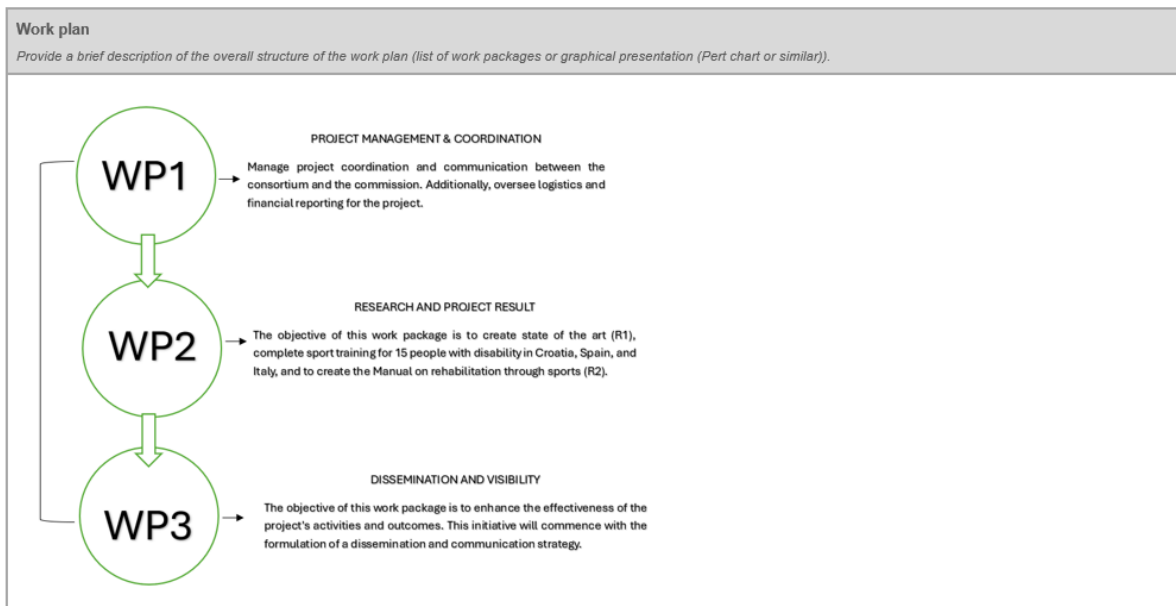 Work plan
Provide a brief description of the overall structure of the work plan (list of work packages or graphical presentation (Pert chart or similar)).
WP1
PROJECT MANAGEMENT & COORDINATION
Manage project coordination and communication between the
consortium and the commission. Additionally, oversee logistics and
financial reporting for the project.
WP2
RESEARCH AND PROJECT RESULT
The objective of this work package is to create state of the art (R1),
complete sport training for 15 people with disability in Croatia, Spain, and
Italy, and to create the Manual on rehabilitation through sports (R2).
WP3
DISSEMINATION AND VISIBILITY
The objective of this work package is to enhance the effectiveness of the
project's activities and outcomes. This initiative will commence with the
formulation of a dissemination and communication strategy.